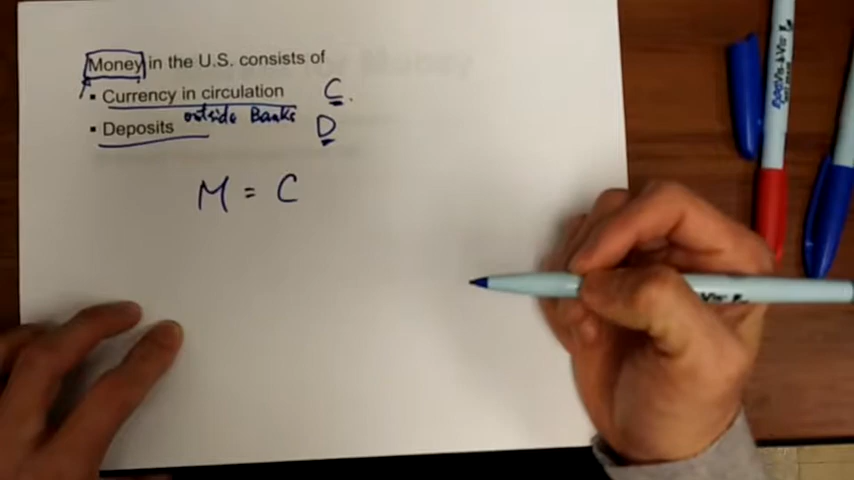 Money in the U.S. consists of
▪ Currency in circulation C.
outside Banks
▪ Deposits D
M = C